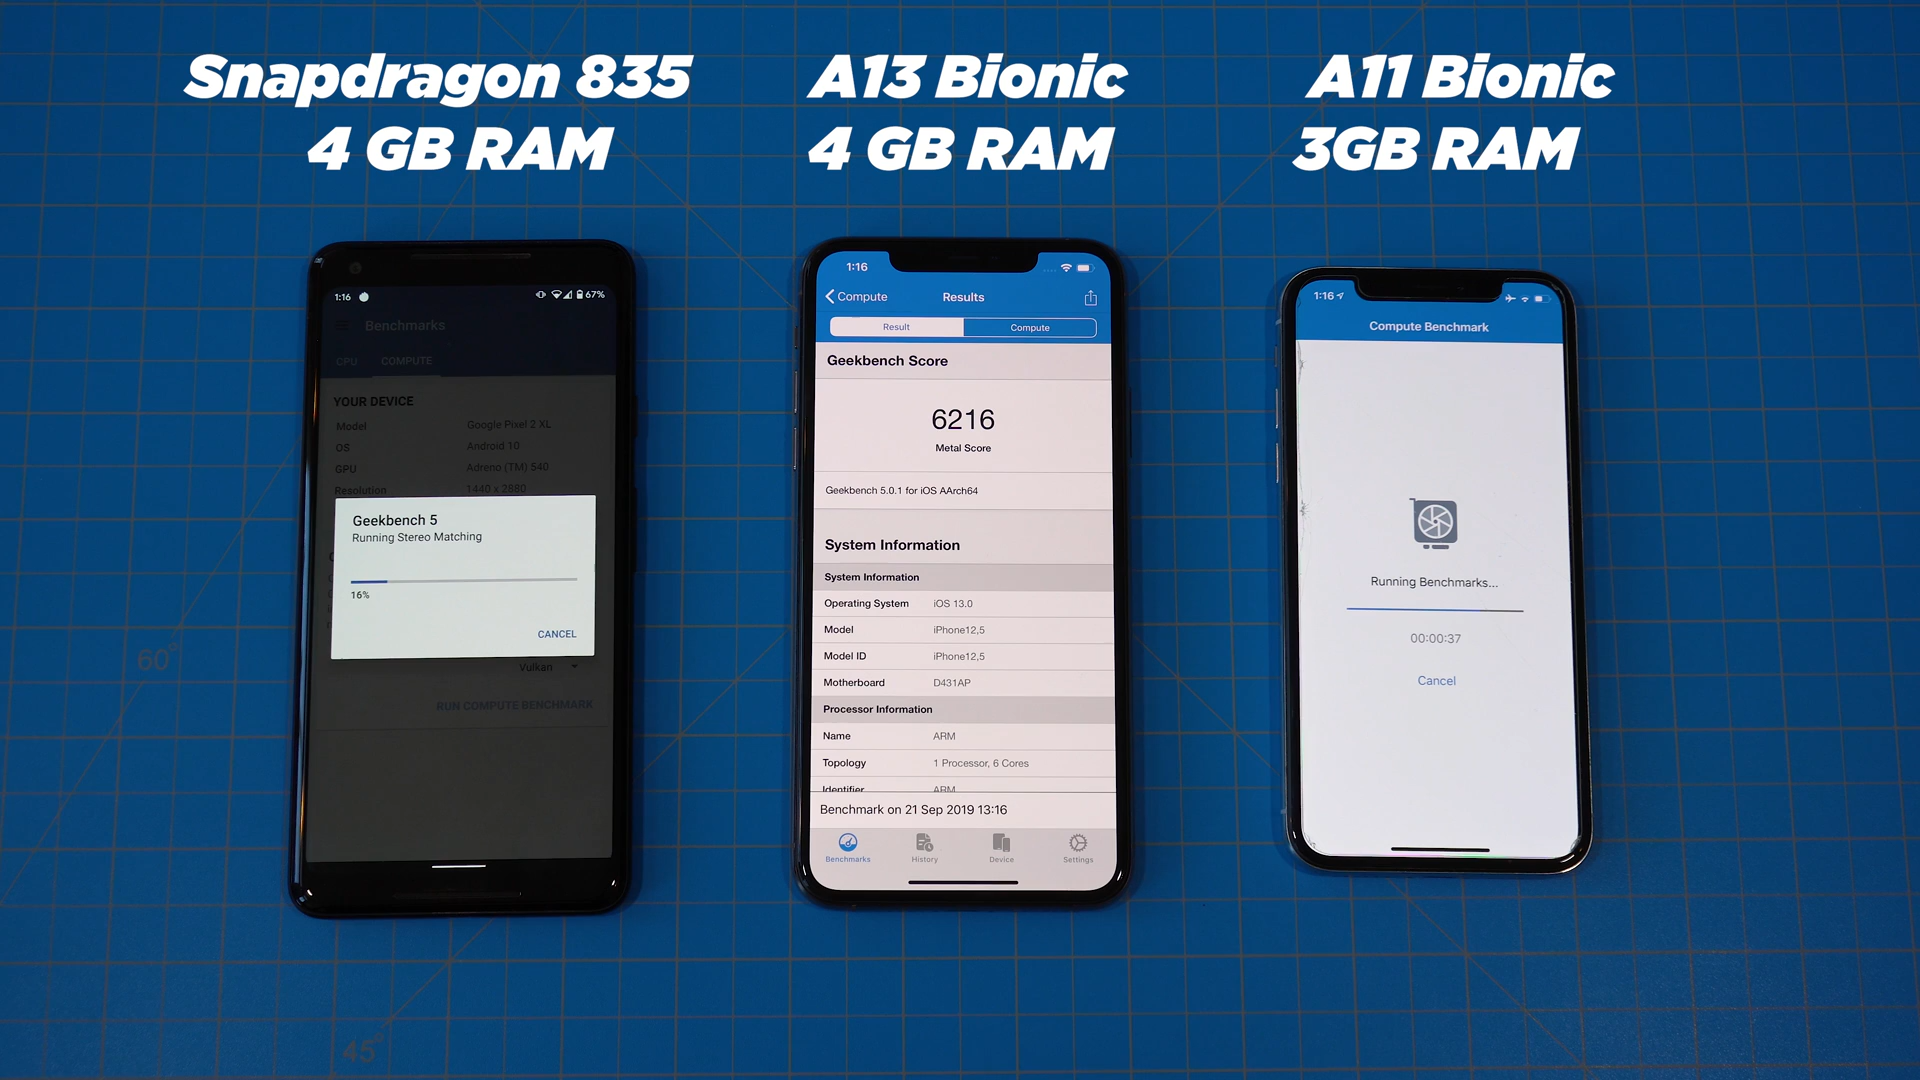 Snapdragon 835
4 GB RAM
A13 Bionic
4 GB RAM
A11 Bionic
3GB RAM
1:16
67%
Benchmarks
CPU
COMPUTE
YOUR DEVICE
Model Google Pixel 2 XL
OS Android 10
GPU Adreno (TM) 540
Resolution 1440 x 2880
Geekbench 5
Running Stereo Matching
16%
CANCEL
Vulkan
RUN COMPUTE BENCHMARK
1:16
Compute
Results
Result
Compute
Geekbench Score
6216
Metal Score
Geekbench 5.0.1 for iOS AArch64
System Information
System Information
Operating System iOS 13.0
Model iPhone12,5
Model ID iPhone12,5
Motherboard D431AP
Processor Information
Name ARM
Topology 1 Processor, 6 Cores
Identifier ARM
Benchmark on 21 Sep 2019 13:16
Benchmarks
History
Device
Settings
1:16
Compute Benchmark
Running Benchmarks...
00:00:37
Cancel
60°
45°